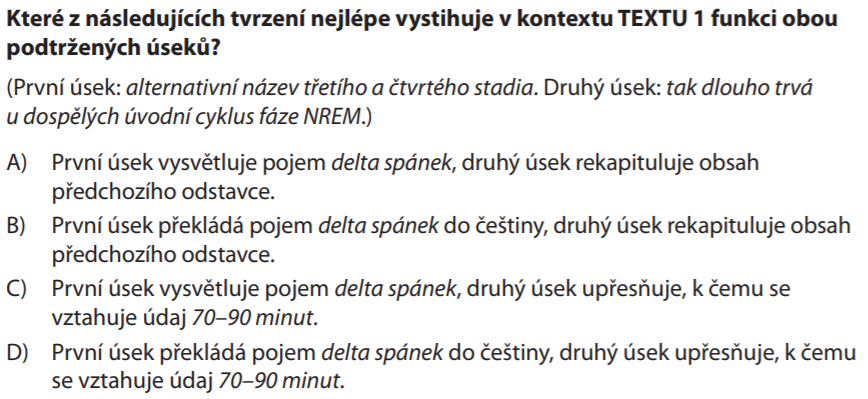 Které z následujících tvrzení nejlépe vystihuje v kontextu TEXTU 1 funkci obou
podtržených úseků?
(První úsek: alternativní název třetího a čtvrtého stadia. Druhý úsek: tak dlouho trvá
u dospělých úvodní cyklus fáze NREM.)
A) První úsek vysvětluje pojem delta spánek, druhý úsek rekapituluje obsah
předchozího odstavce.
B) První úsek překládá pojem delta spánek do češtiny, druhý úsek rekapituluje obsah
předchozího odstavce.
C) První úsek vysvětluje pojem delta spánek, druhý úsek upřesňuje, k čemu se
vztahuje údaj 70–90 minut.
D) První úsek překládá pojem delta spánek do češtiny, druhý úsek upřesňuje, k čemu
se vztahuje údaj 70–90 minut.